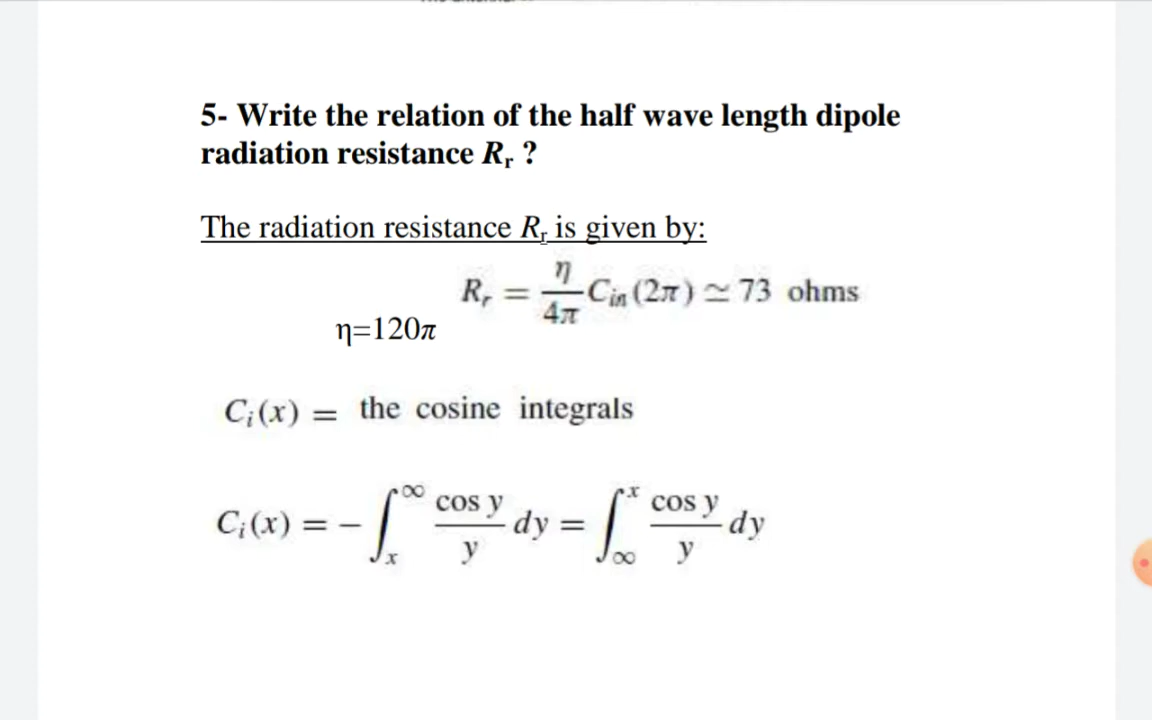 5- Write the relation of the half wave length dipole
radiation resistance Rᵣ ?
The radiation resistance Rᵣ is given by:
Rᵣ = η/4π Cᵢₙ (2π) ≃ 73 ohms
η=120π
Cᵢ(x) = the cosine integrals
Cᵢ(x) = − ∫ₓ^∞ cos y / y dy = ∫_∞^x cos y / y dy